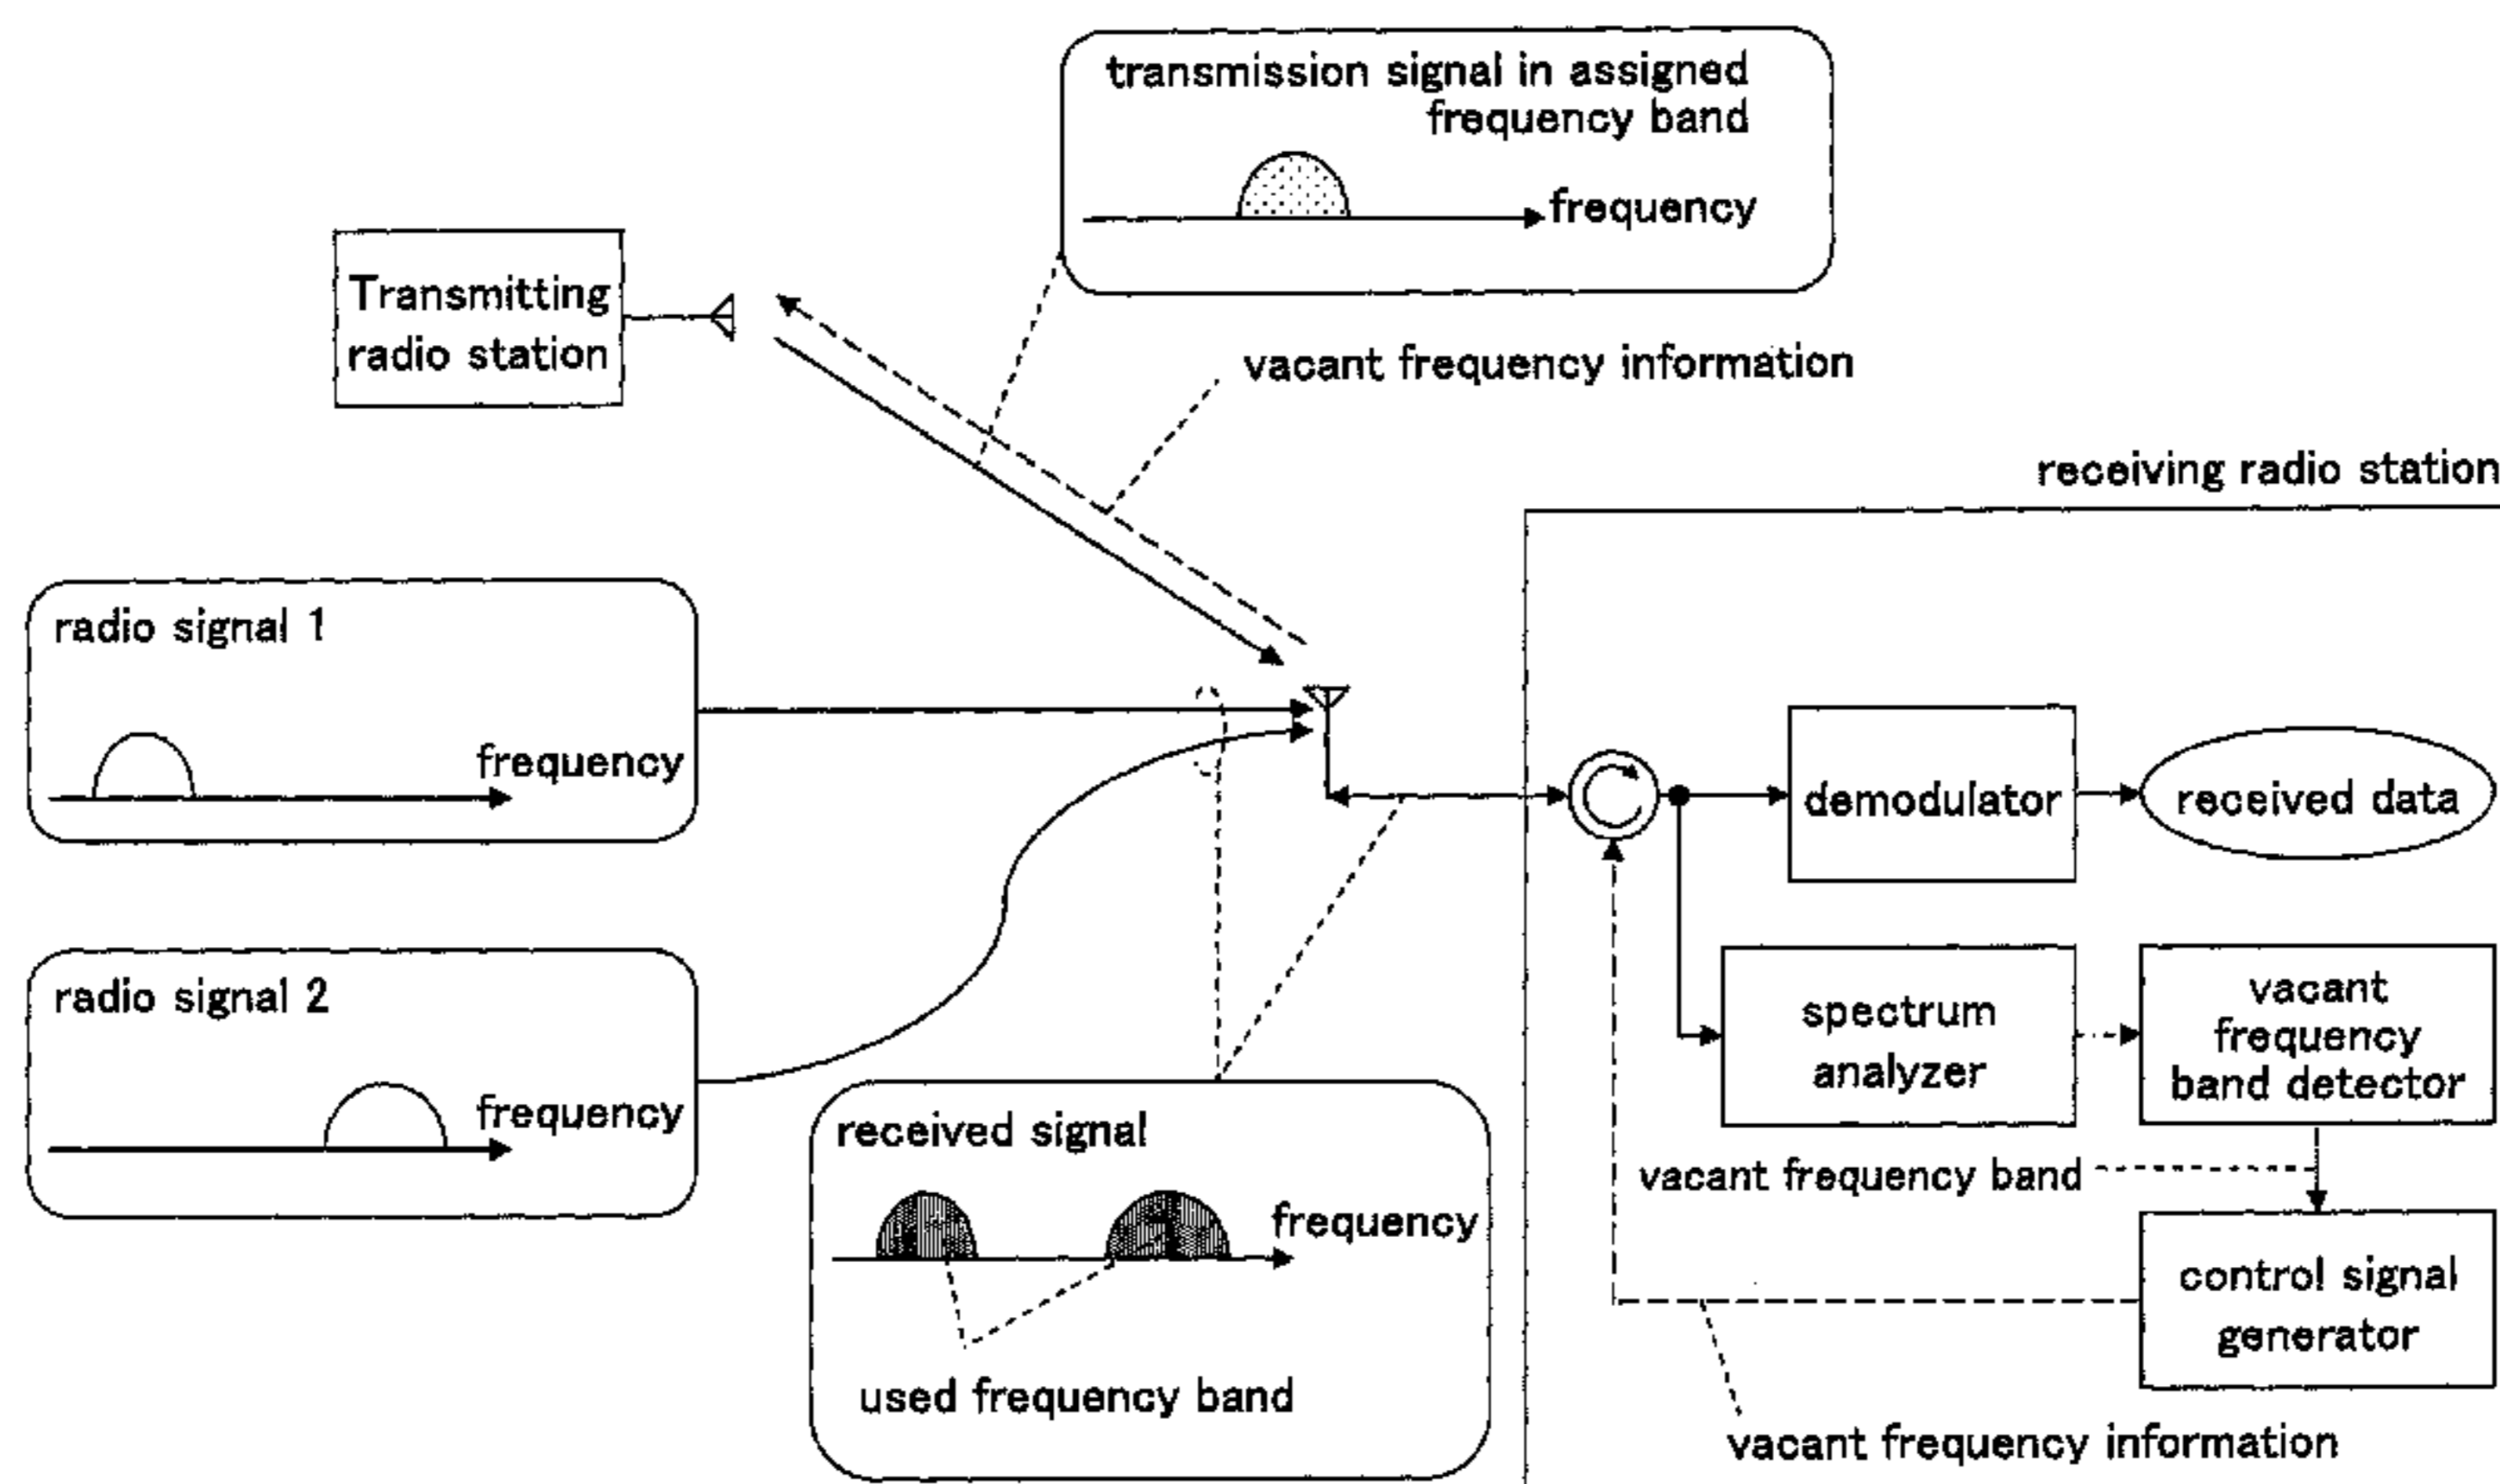 transmission signal in assigned
frequency band
frequency
Transmitting
radio station
vacant frequency information
receiving radio station
radio signal 1
frequency
demodulator
received data
radio signal 2
frequency
spectrum
analyzer
vacant
frequency
band detector
received signal
frequency
used frequency band
vacant frequency band
control signal
generator
vacant frequency information